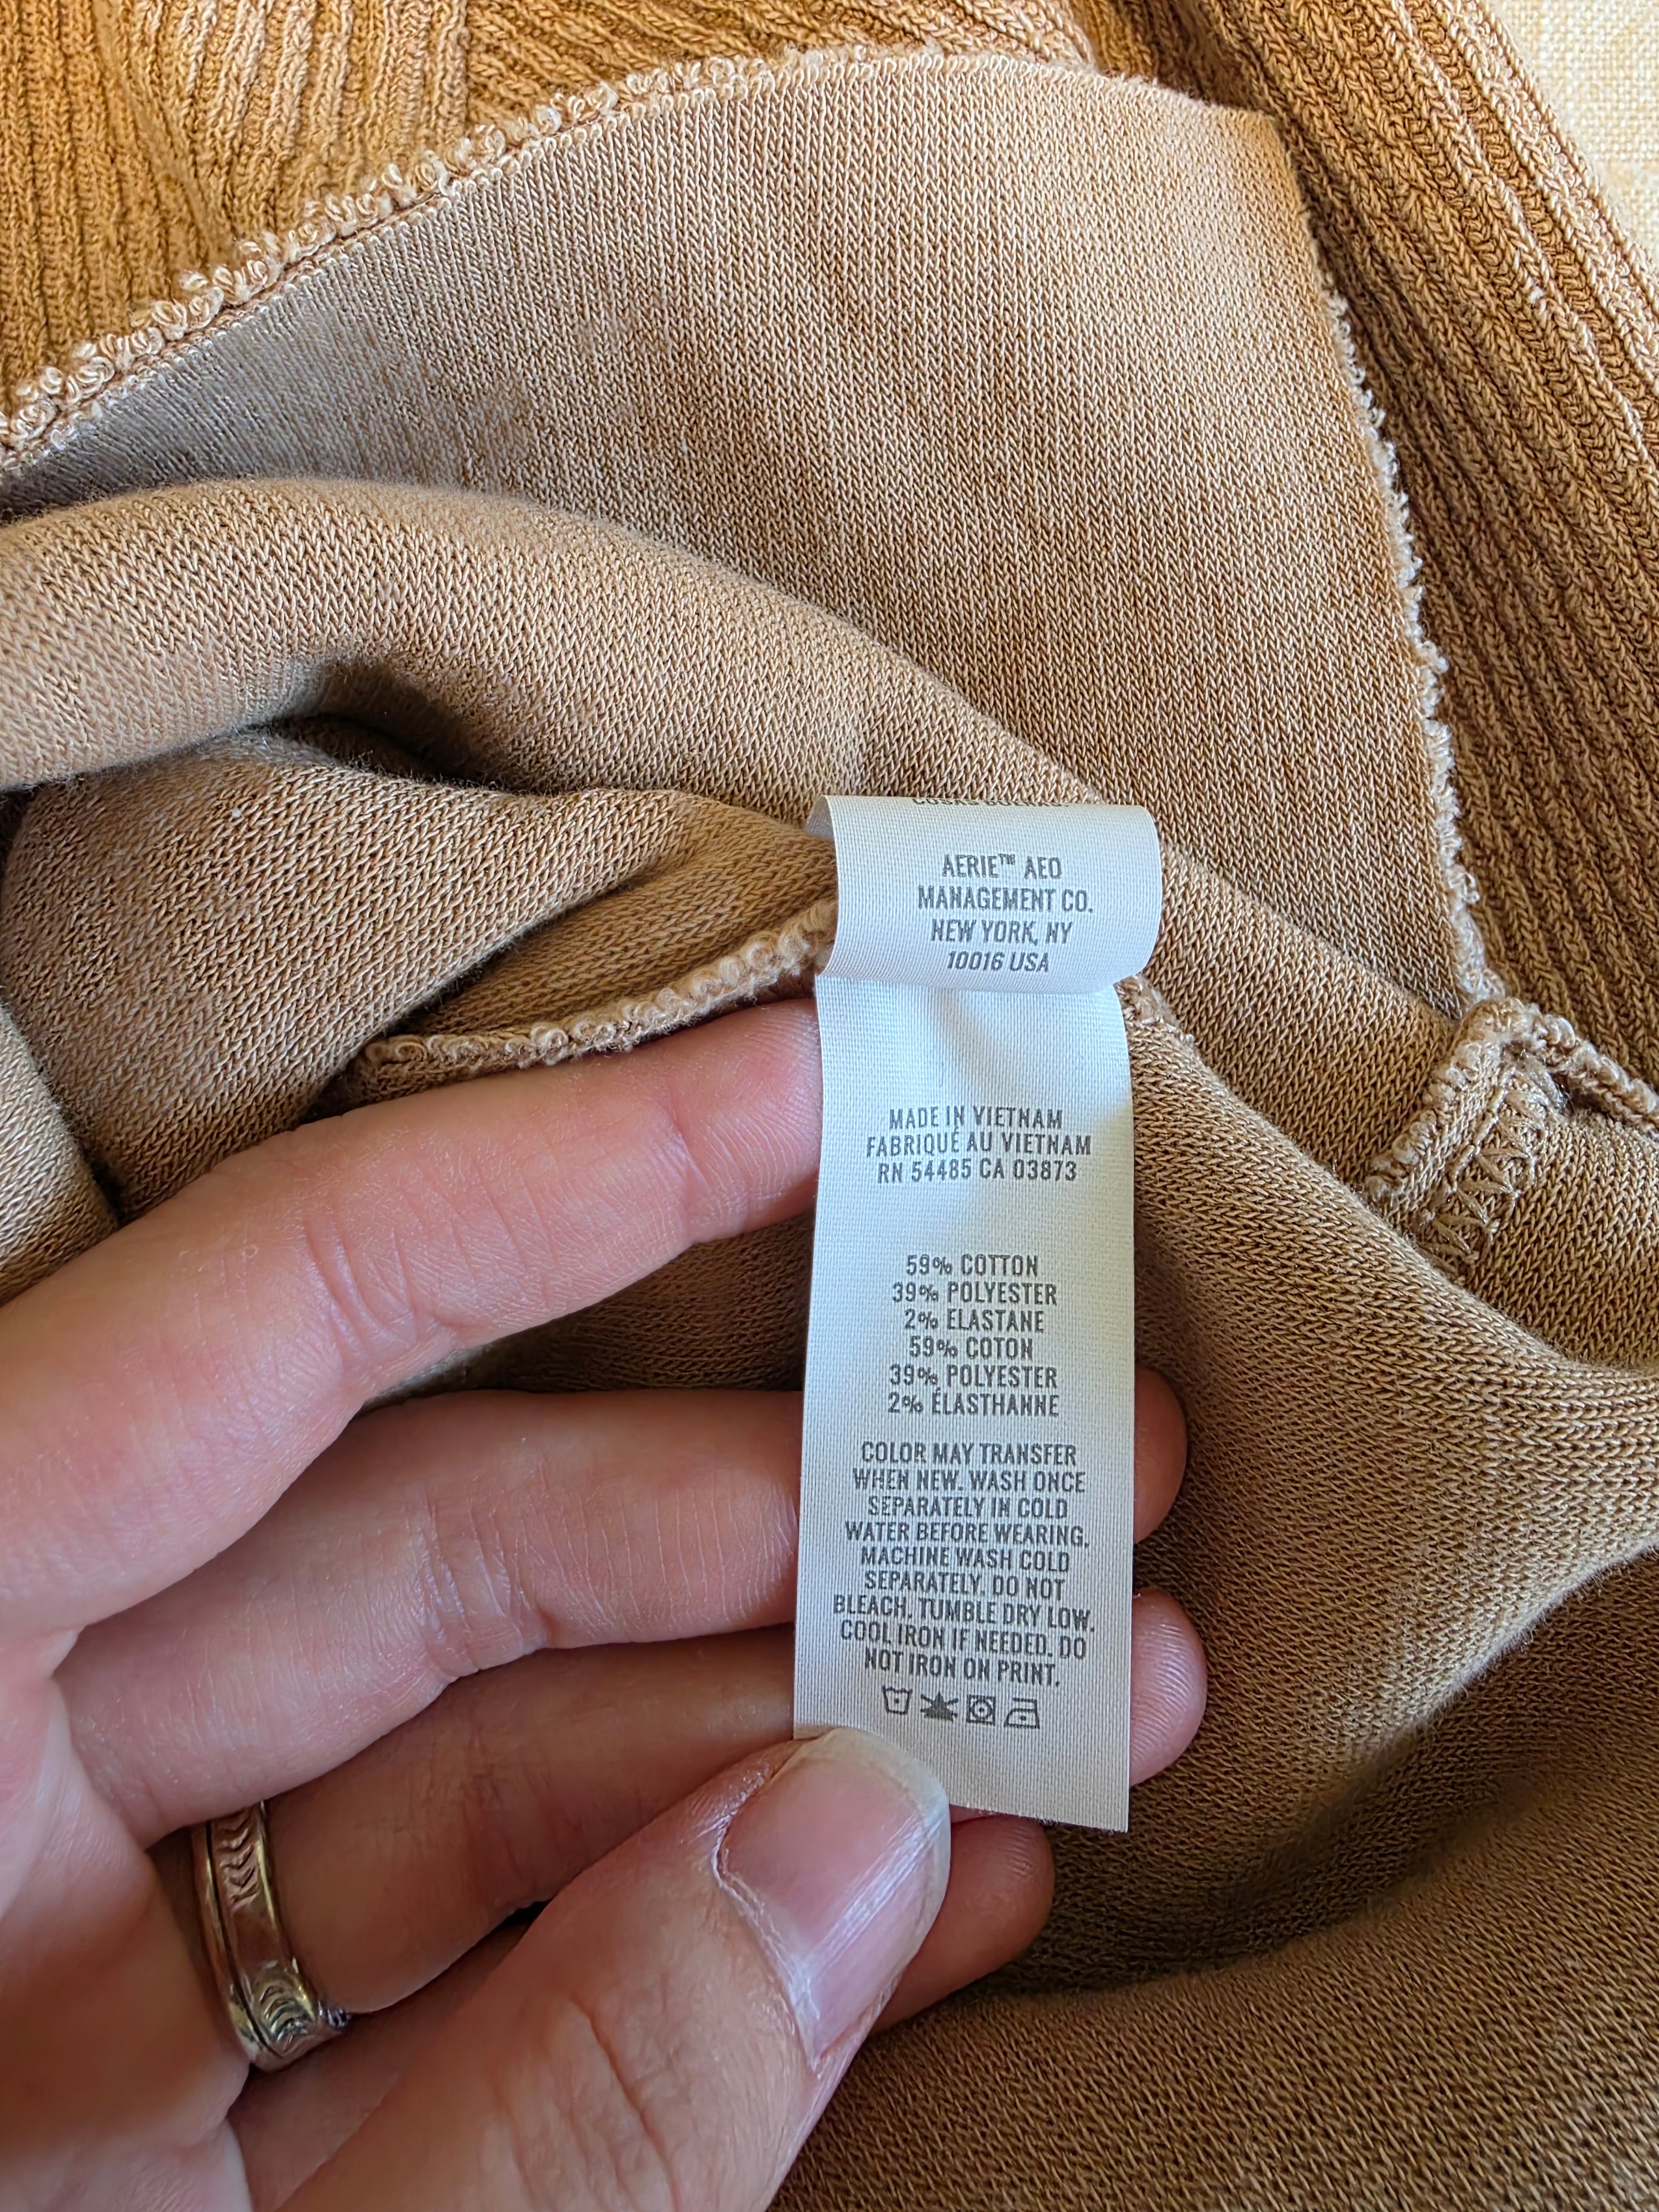 AERIE™ AEO
MANAGEMENT CO.
NEW YORK, NY
10016 USA
MADE IN VIETNAM
FABRIQUÉ AU VIETNAM
RN 54485 CA 03873
59% COTTON
39% POLYESTER
2% ELASTANE
59% COTON
39% POLYESTER
2% ÉLASTHANNE
COLOR MAY TRANSFER
WHEN NEW. WASH ONCE
SEPARATELY IN COLD
WATER BEFORE WEARING.
MACHINE WASH COLD
SEPARATELY. DO NOT
BLEACH. TUMBLE DRY LOW.
COOL IRON IF NEEDED. DO
NOT IRON ON PRINT.